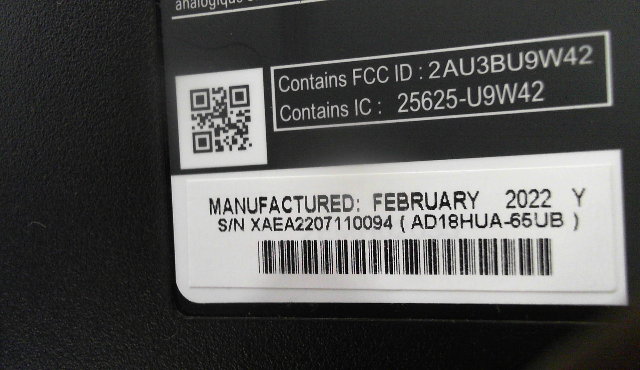 analogique
Contains FCC ID : 2AU3BU9W42
Contains IC : 25625-U9W42
MANUFACTURED: FEBRUARY 2022 Y
S/N XAEA2207110094 ( AD18HUA-65UB )